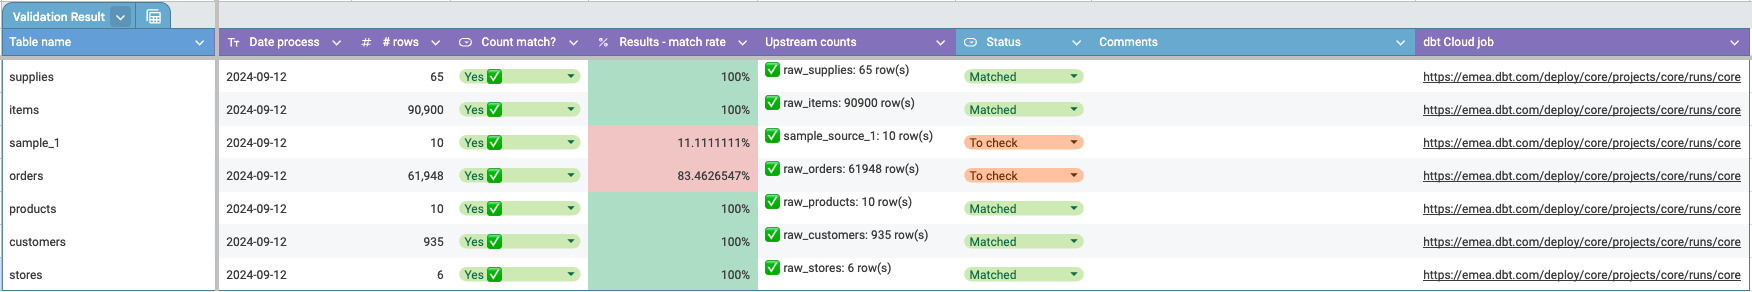 Validation Result
Table name Date process # rows Count match? Results - match rate Upstream counts Status Comments dbt Cloud job
supplies 2024-09-12 65 Yes ✅ 100% ✅ raw_supplies: 65 row(s) Matched https://emea.dbt.com/deploy/core/projects/core/runs/core
items 2024-09-12 90,900 Yes ✅ 100% ✅ raw_items: 90900 row(s) Matched https://emea.dbt.com/deploy/core/projects/core/runs/core
sample_1 2024-09-12 10 Yes ✅ 11.1111111% ✅ sample_source_1: 10 row(s) To check https://emea.dbt.com/deploy/core/projects/core/runs/core
orders 2024-09-12 61,948 Yes ✅ 83.4626547% ✅ raw_orders: 61948 row(s) To check https://emea.dbt.com/deploy/core/projects/core/runs/core
products 2024-09-12 10 Yes ✅ 100% ✅ raw_products: 10 row(s) Matched https://emea.dbt.com/deploy/core/projects/core/runs/core
customers 2024-09-12 935 Yes ✅ 100% ✅ raw_customers: 935 row(s) Matched https://emea.dbt.com/deploy/core/projects/core/runs/core
stores 2024-09-12 6 Yes ✅ 100% ✅ raw_stores: 6 row(s) Matched https://emea.dbt.com/deploy/core/projects/core/runs/core